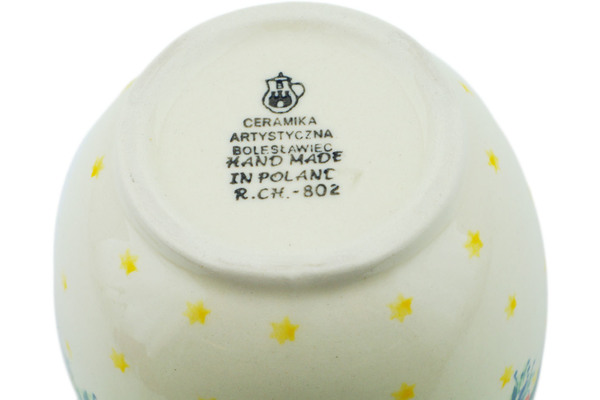 CERAMIKA
ARTYSTYCZNA
BOLESŁAWIEC
HAND MADE
IN POLAND
R.CH.-802